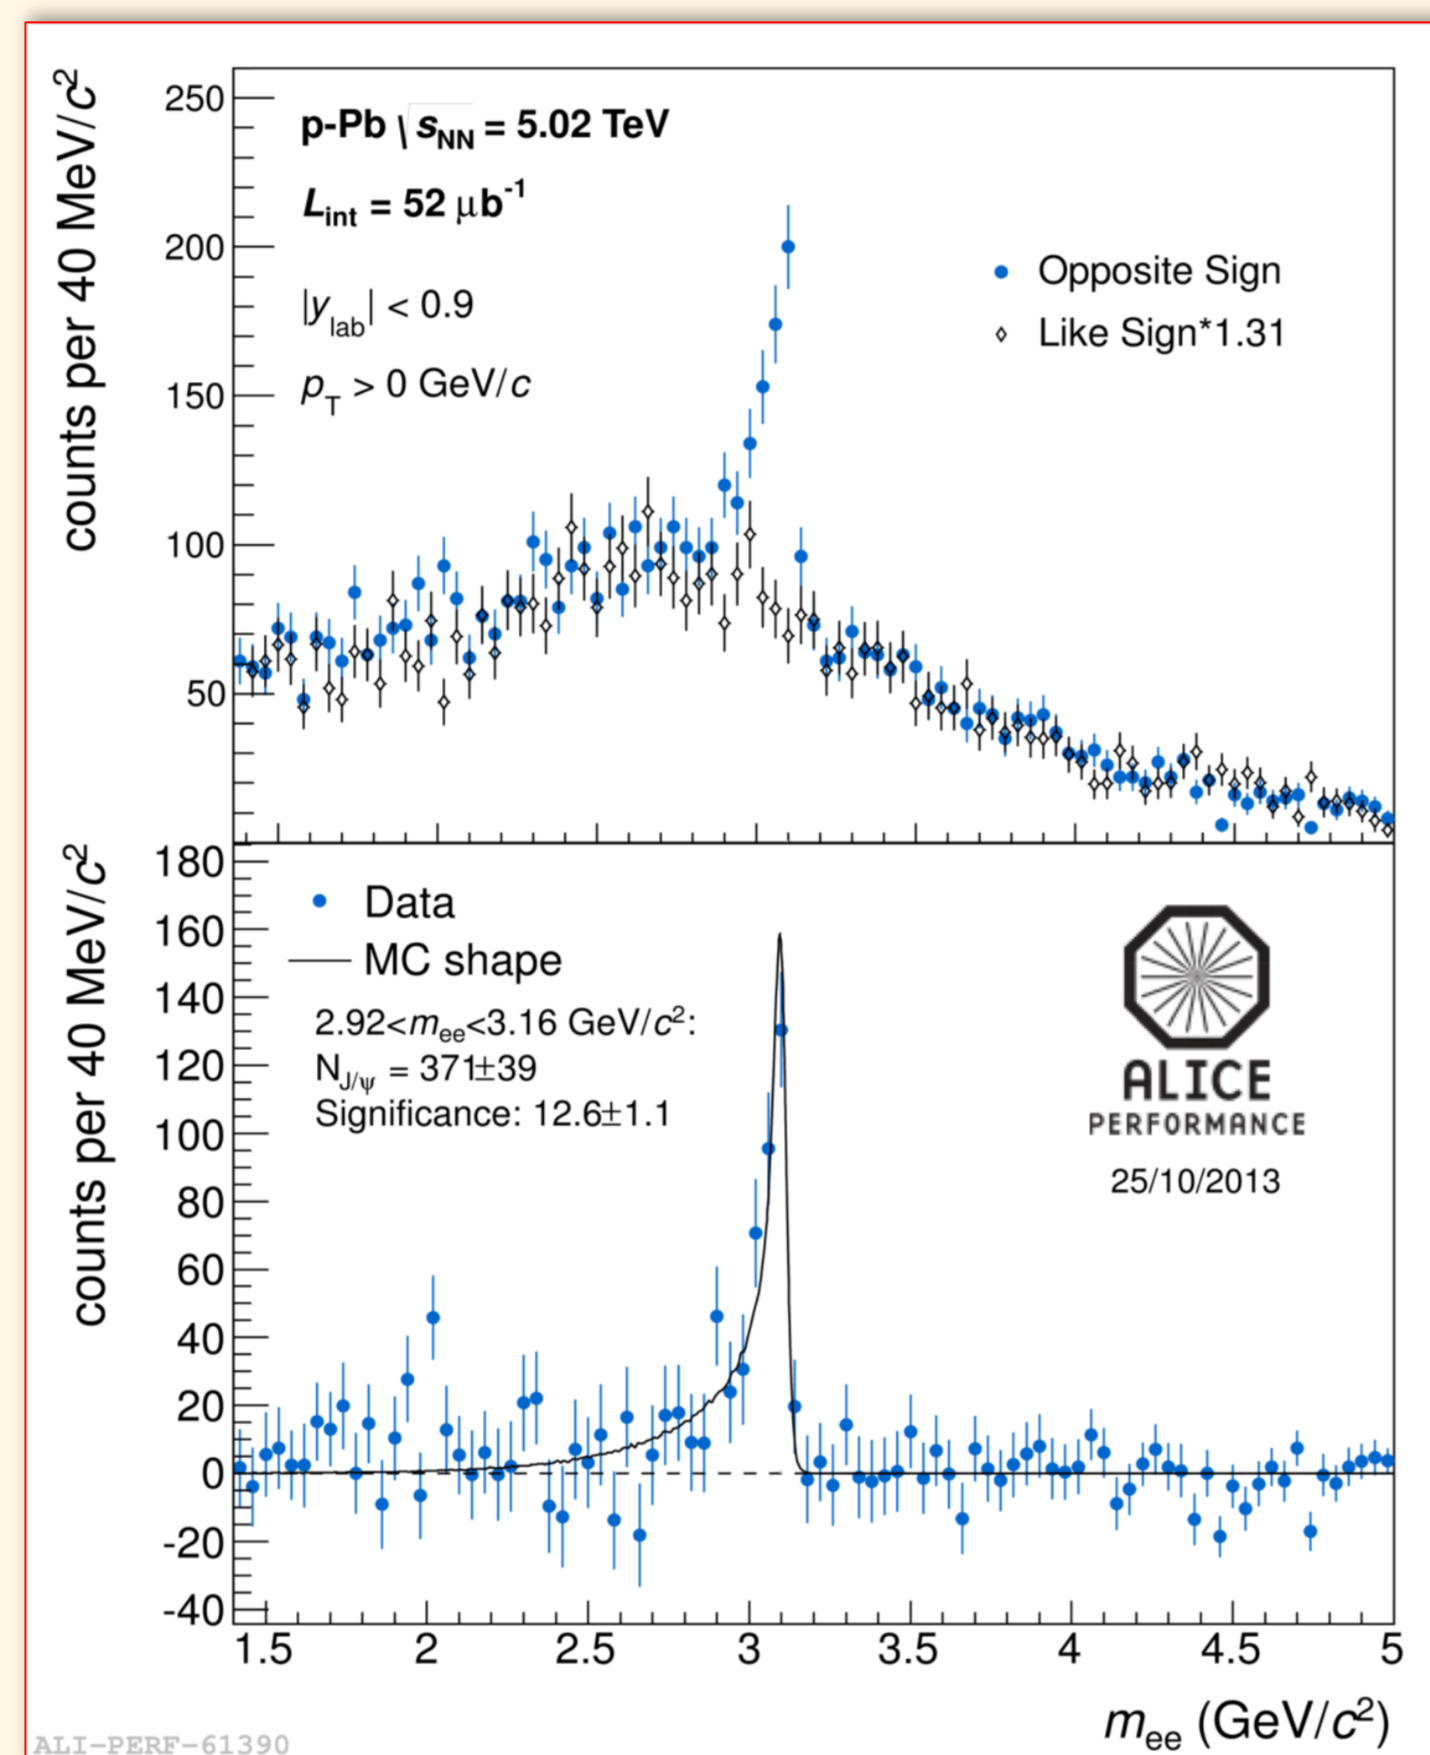 counts per 40 MeV/c²
250
200
150
100
50
p-Pb √sNN = 5.02 TeV
Lint = 52 μb⁻¹
|ylab| < 0.9
pT > 0 GeV/c
Opposite Sign
Like Sign*1.31
counts per 40 MeV/c²
180
160
140
120
100
80
60
40
20
0
-20
-40
Data
MC shape
2.92<mee<3.16 GeV/c²:
NJ/ψ = 371±39
Significance: 12.6±1.1
ALICE
PERFORMANCE
25/10/2013
1.5 2 2.5 3 3.5 4 4.5 5
mee (GeV/c²)
ALI-PERF-61390